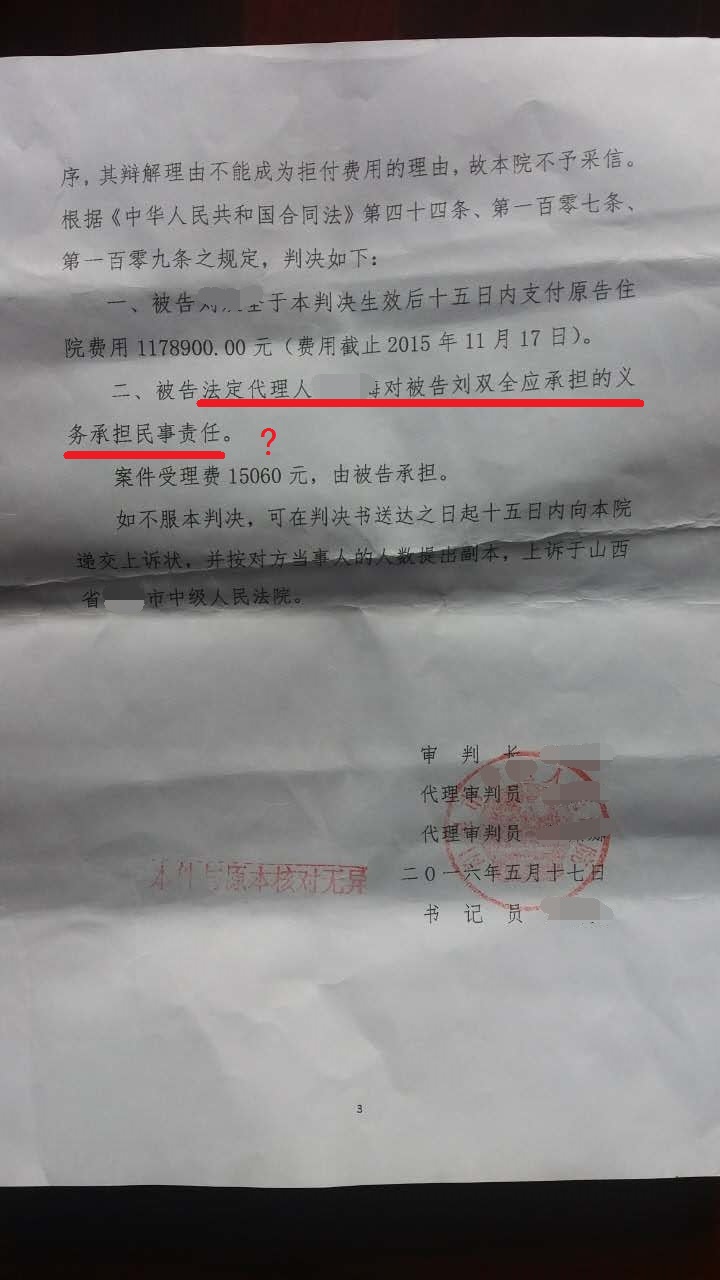 序，其辩解理由不能成为拒付费用的理由，故本院不予采信。
根据《中华人民共和国合同法》第四十四条、第一百零七条、
第一百零九条之规定，判决如下：
一、被告刘 全于本判决生效后十五日内支付原告住
院费用1178900.00元（费用截止2015年11月17日）。
二、被告法定代理人 对被告刘双全应承担的义
务承担民事责任。 ？
案件受理费15060元，由被告承担。
如不服本判决，可在判决书送达之日起十五日内向本院
递交上诉状，并按对方当事人的人数提出副本，上诉于山西
省 市中级人民法院。
审 判 长
代理审判员
代理审判员
二0一六年五月十七日
本件与原本核对无异
书 记 员
3